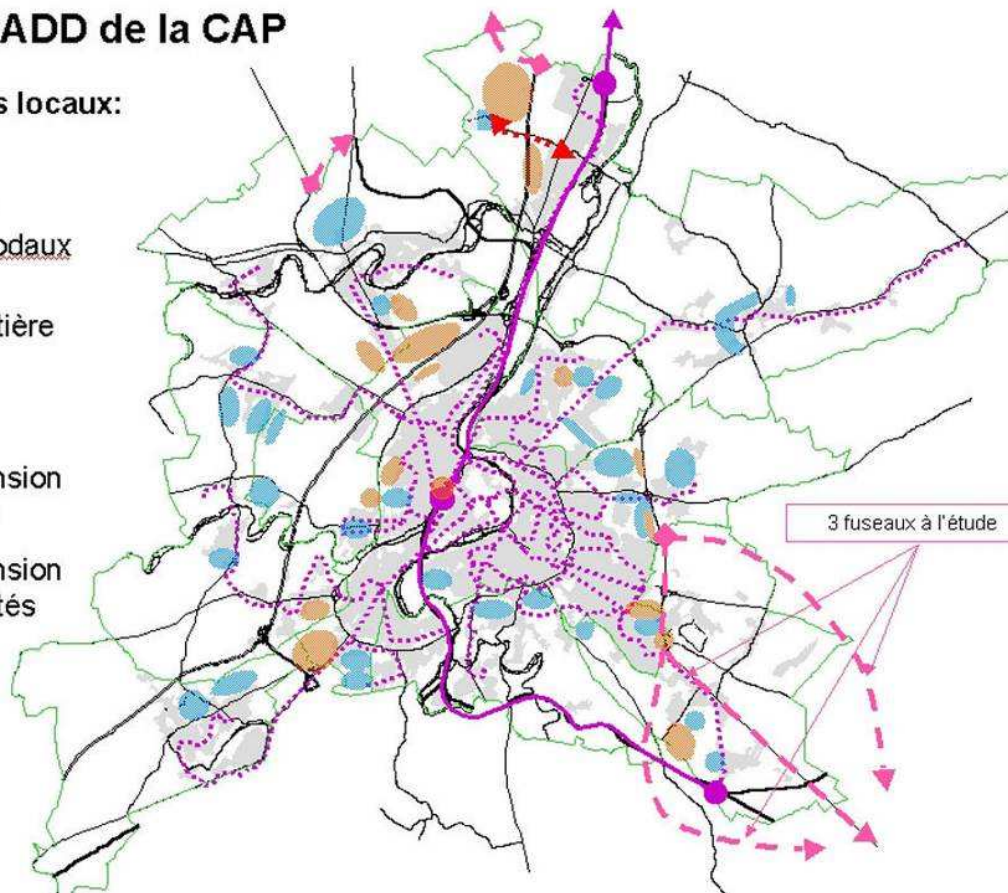 ADD de la CAP
s locaux:
odaux
tière
nsion
nsion
tés
3 fuseaux à l'étude